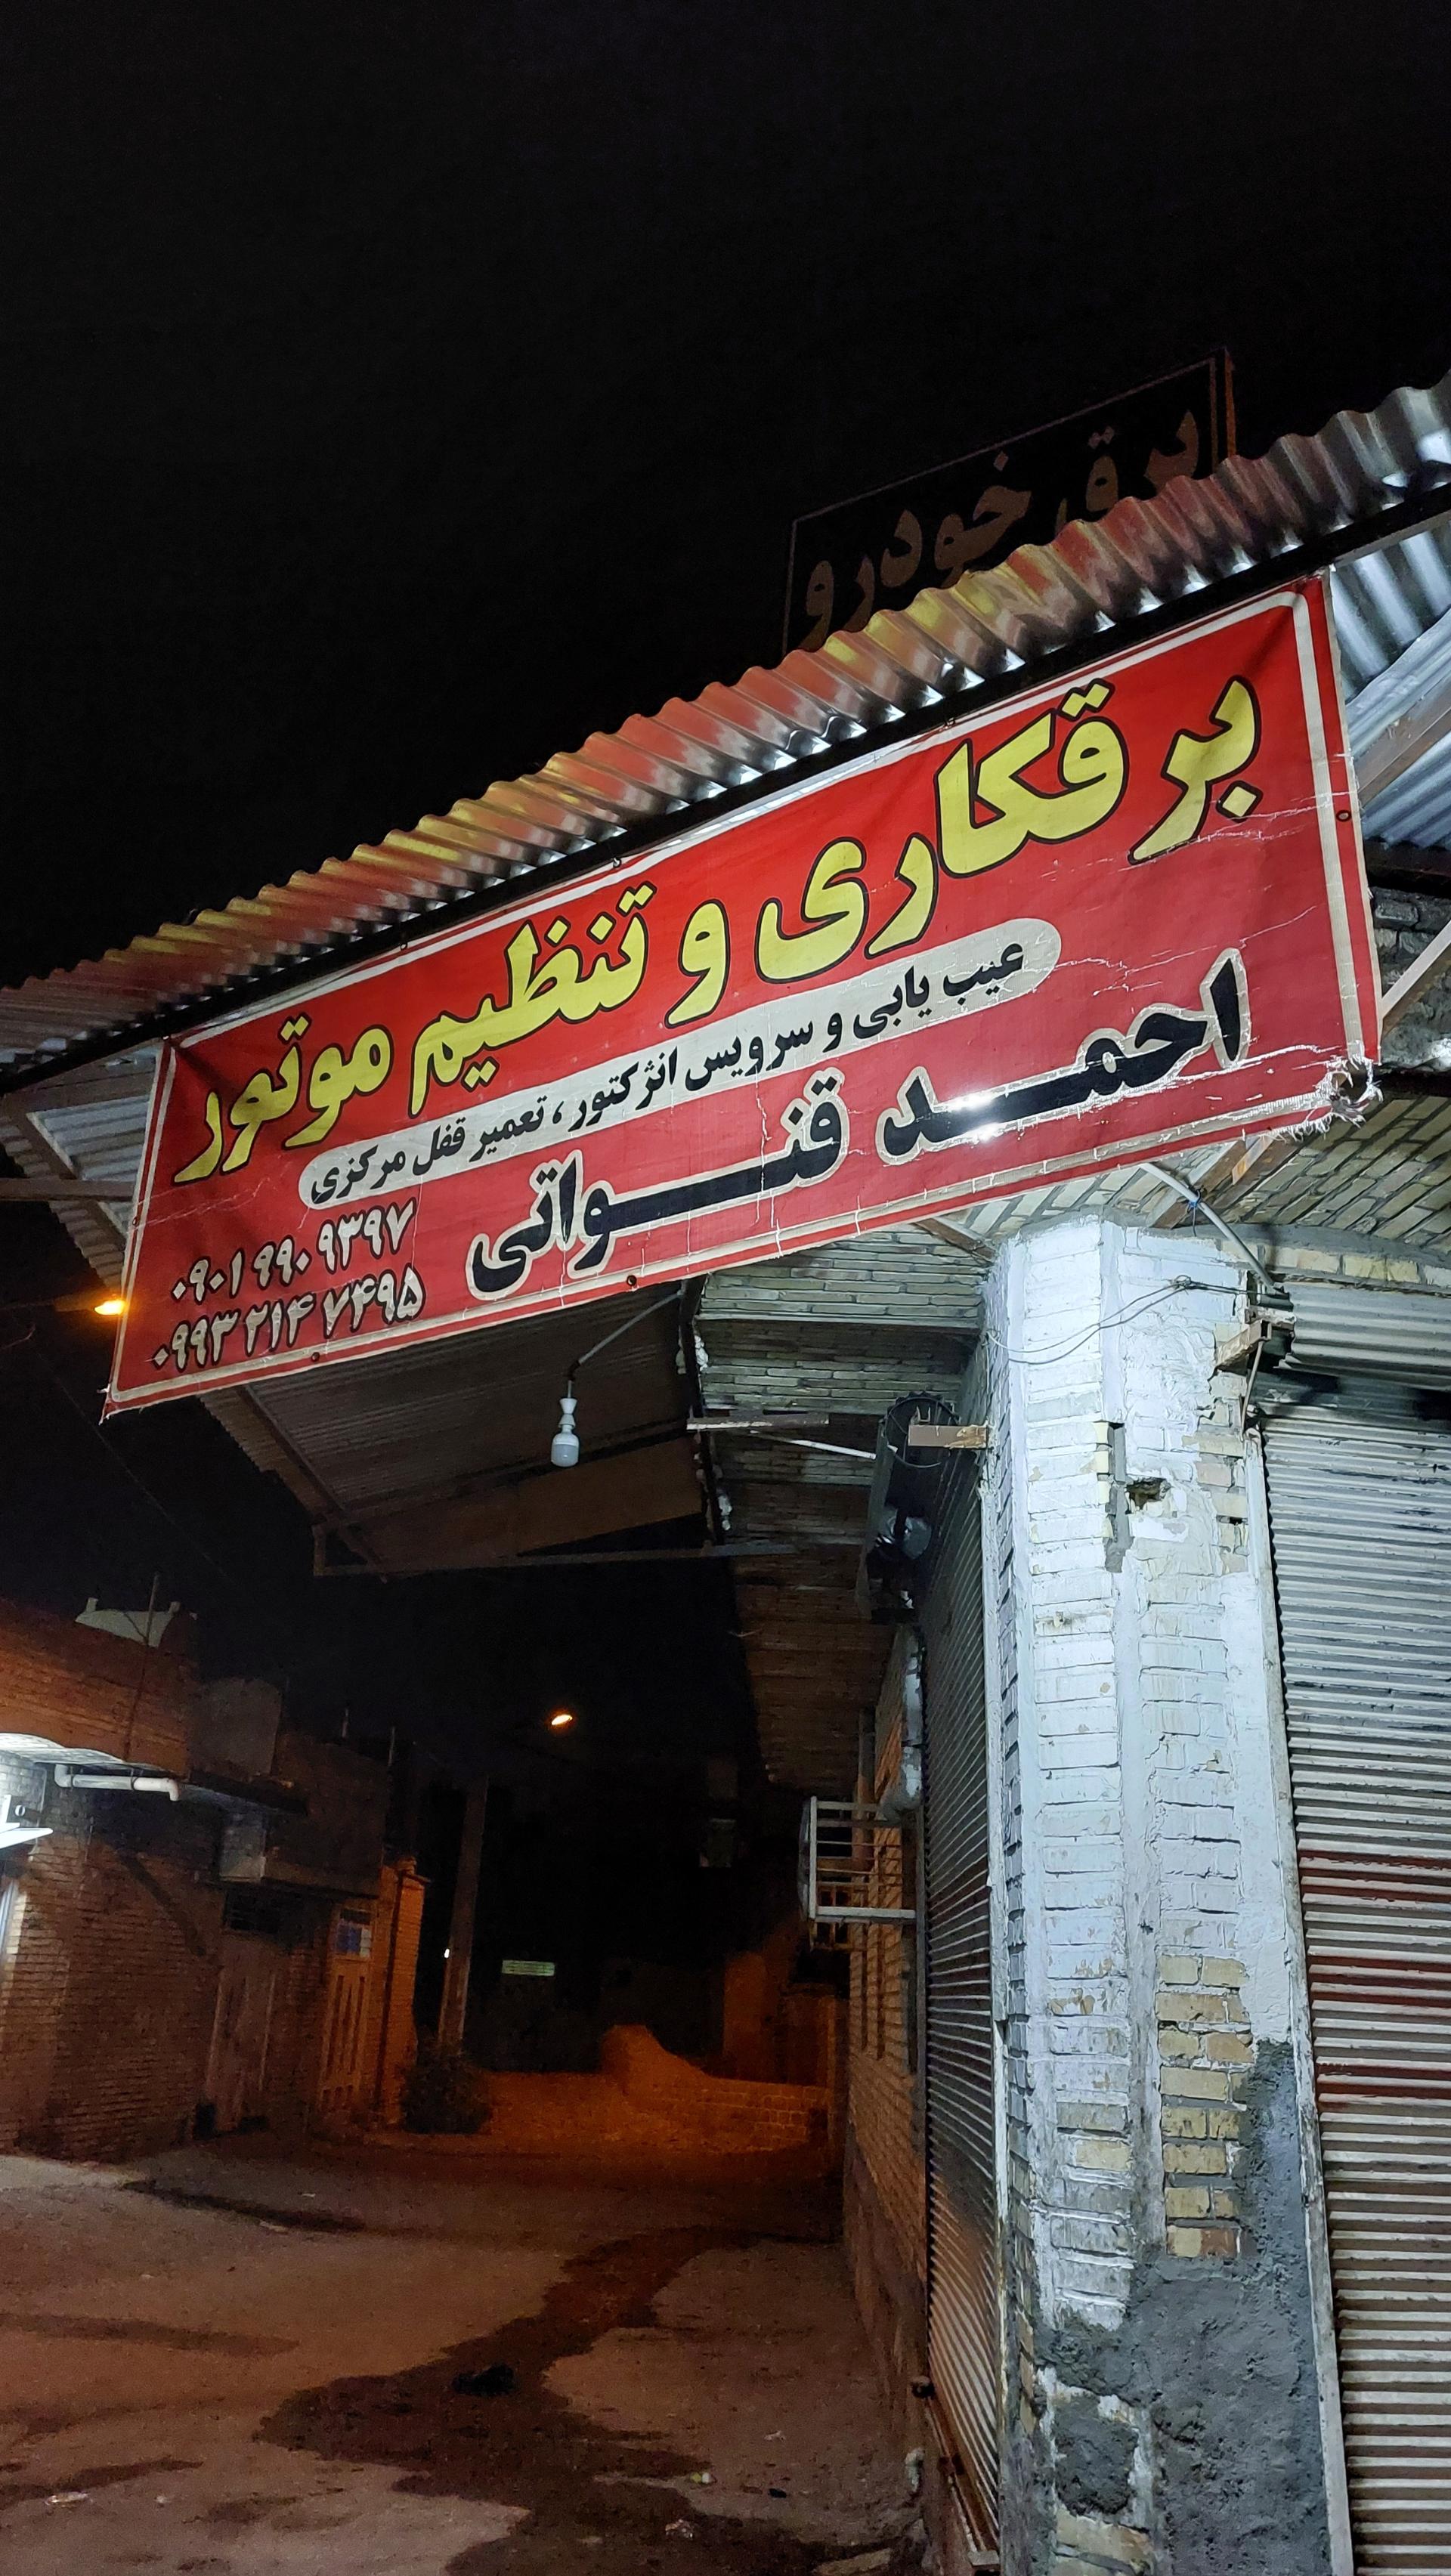 برق خودرو
برقکاری و تنظیم موتور
عیب یابی و سرویس انژکتور ، تعمیر قفل مرکزی
احمد قنواتی
۰۹۰۱ ۹۹۰ ۹۳۹۷
۰۹۹۳ ۲۱۴ ۷۴۹۵